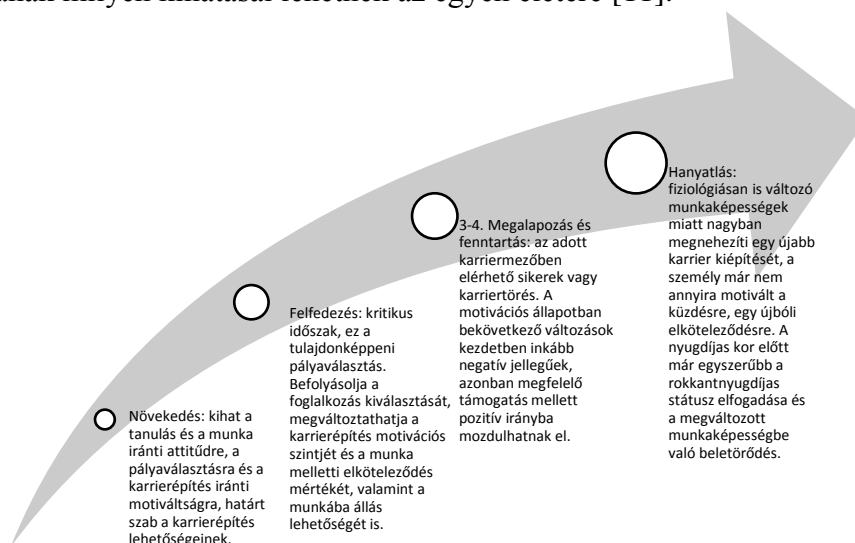 milyen kihatásai lehetnek az egyén életére [11].
Növekedés: kihat a
tanulás és a munka
iránti attitűdre, a
pályaválasztásra és a
karrierépítés iránti
motiváltságra, határt
szab a karrierépítés
lehetőségeinek.
Felfedezés: kritikus
időszak, ez a
tulajdonképpeni
pályaválasztás.
Befolyásolja a
foglalkozás kiválasztását,
megváltoztathatja a
karrierépítés motivációs
szintjét és a munka
melletti elköteleződés
mértékét, valamint a
munkába állás
lehetőségét is.
3-4. Megalapozás és
fenntartás: az adott
karriermezőben
elérhető sikerek vagy
karriertörés. A
motivációs állapotban
bekövetkező változások
kezdetben inkább
negatív jellegűek,
azonban megfelelő
támogatás mellett
pozitív irányba
mozdulhatnak el.
Hanyatlás:
fiziológiásan is változó
munkaképességek
miatt nagyban
megnehezíti egy újabb
karrier kiépítését, a
személy már nem
annyira motivált a
küzdésre, egy újbóli
elköteleződésre. A
nyugdíjas kor előtt
már egyszerűbb a
rokkantnyugdíjas
státusz elfogadása és
a megváltozott
munkaképességbe
való beletörődés.